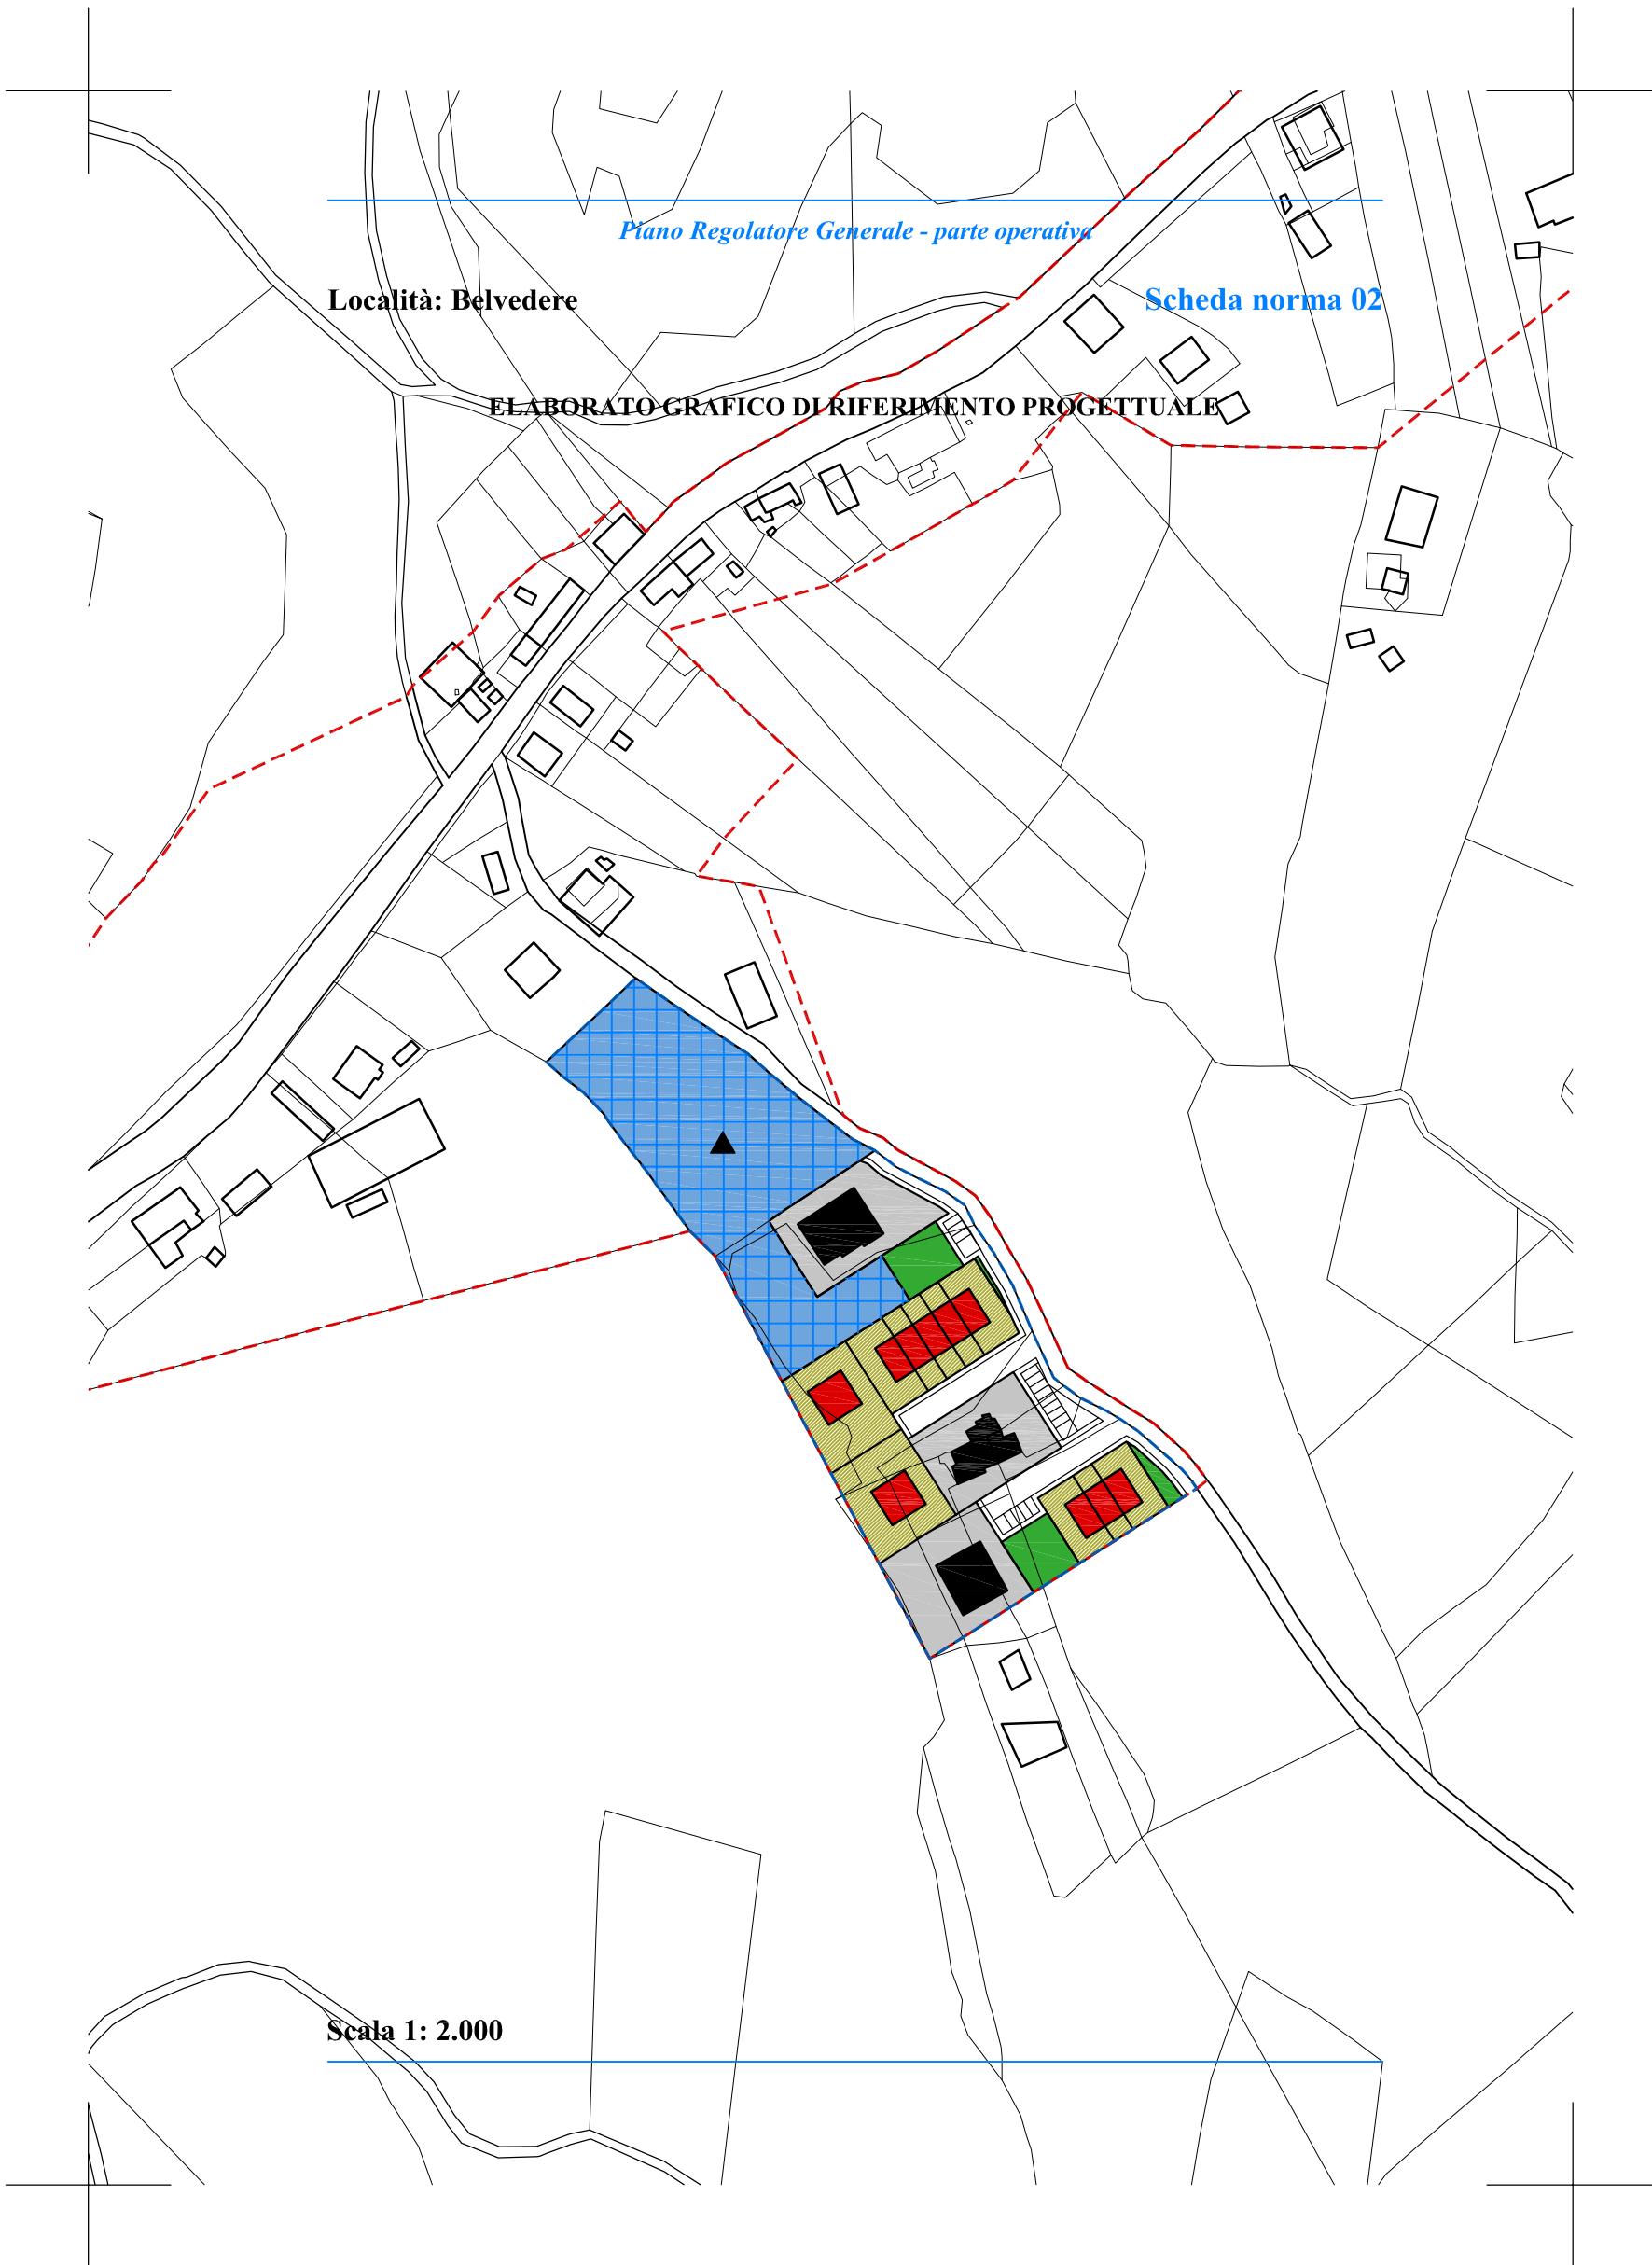 Piano Regolatore Generale - parte operativa
Località: Belvedere
Scheda norma 02
ELABORATO GRAFICO DI RIFERIMENTO PROGETTUALE
Scala 1: 2.000